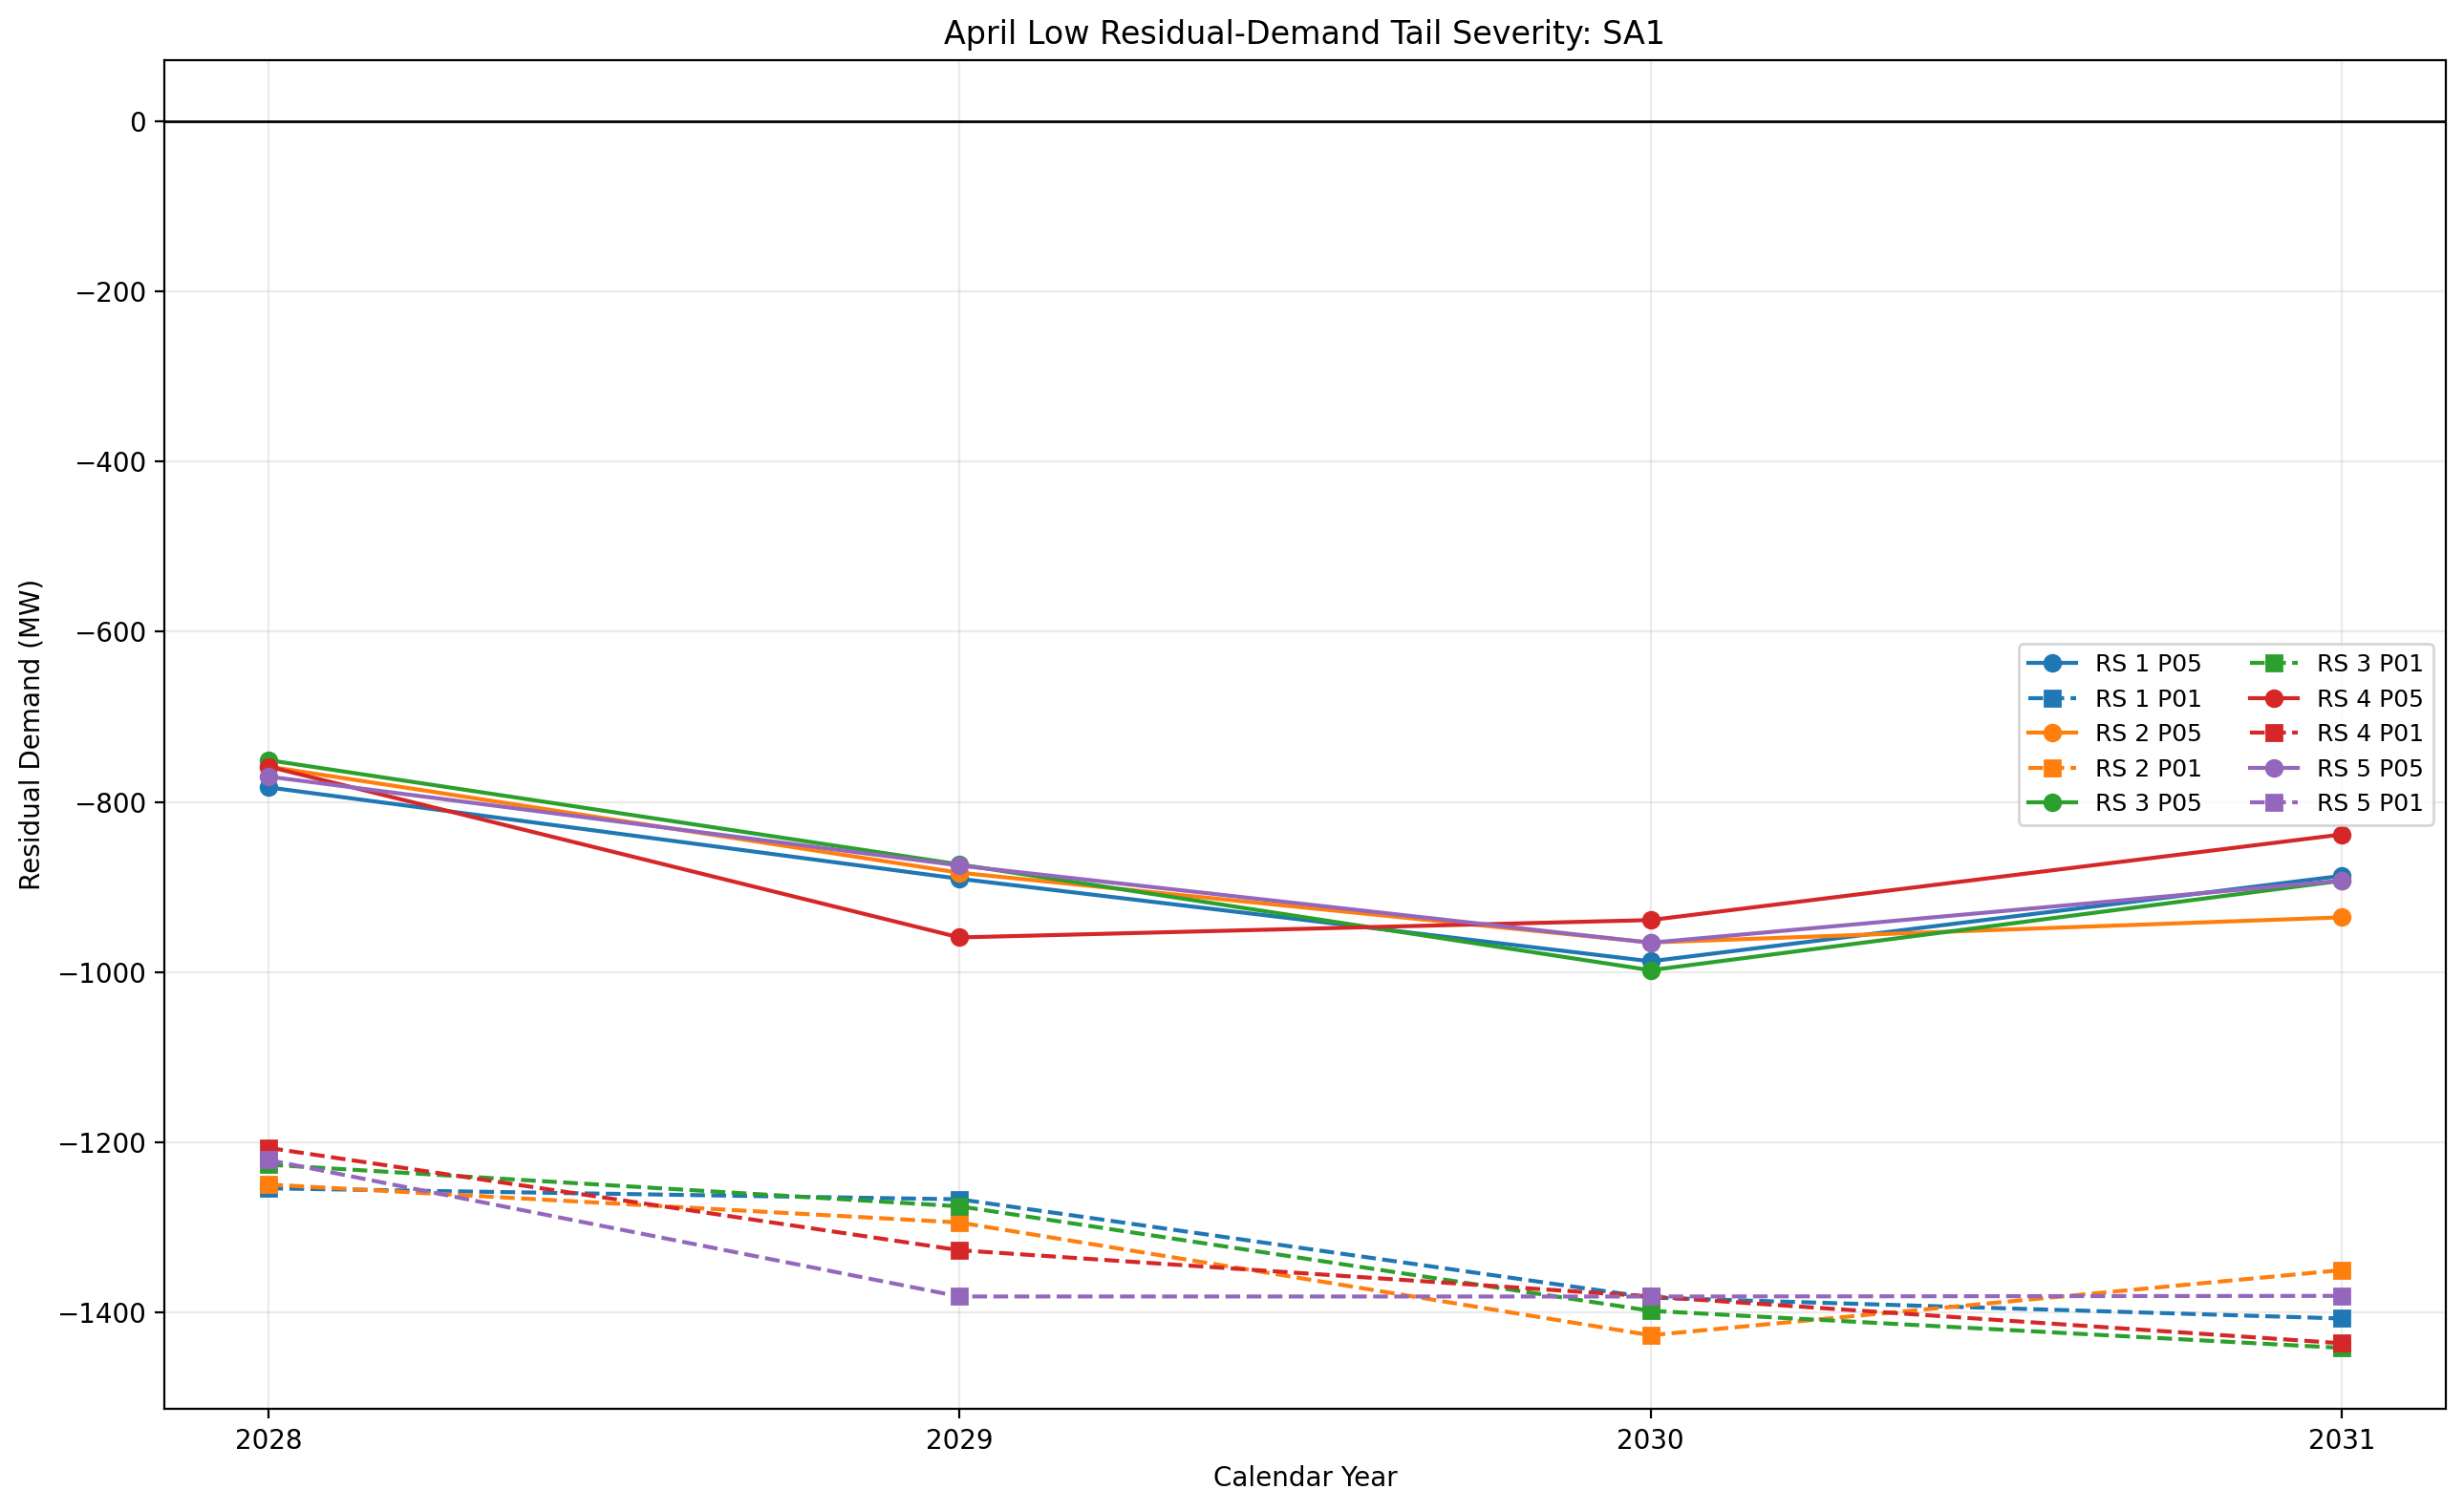 April Low Residual-Demand Tail Severity: SA1
Residual Demand (MW)
0
−200
−400
−600
−800
−1000
−1200
−1400
RS 1 P05
RS 1 P01
RS 2 P05
RS 2 P01
RS 3 P05
RS 3 P01
RS 4 P05
RS 4 P01
RS 5 P05
RS 5 P01
2028
2029
2030
2031
Calendar Year